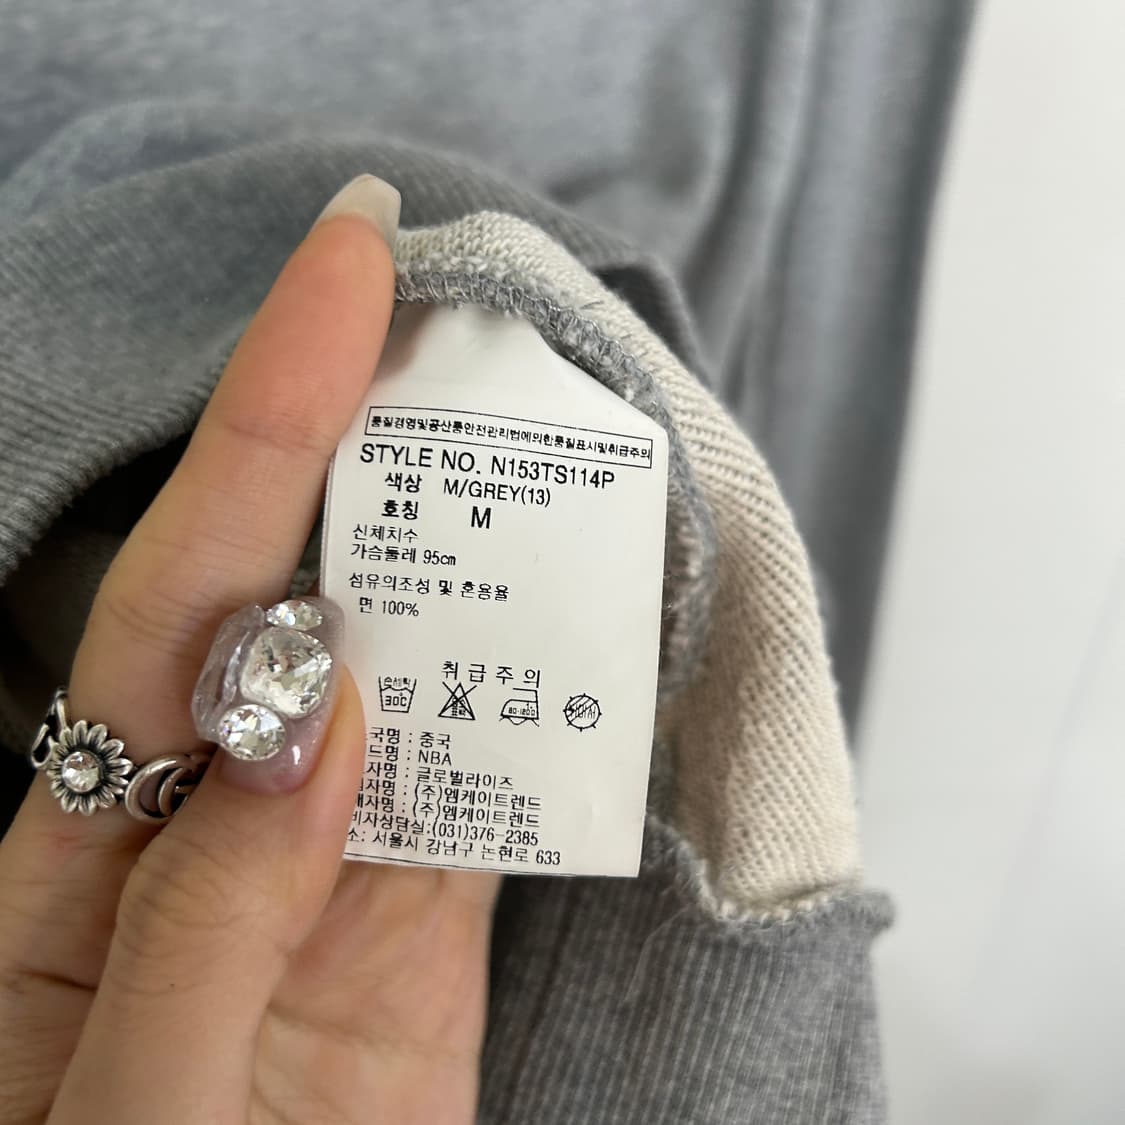 품질경영및공산품안전관리법에의한품질표시및취급주의
STYLE NO. N153TS114P
색상 M/GREY(13)
호칭 M
신체치수
가슴둘레 95cm
섬유의조성 및 혼용율
면 100%
취급주의
손세탁
30℃
80-120℃
국명 : 중국
드명 : NBA
자명 : 글로벌라이즈
자명 : (주)엠케이트렌드
자명 : (주)엠케이트렌드
비자상담실:(031)376-2385
소: 서울시 강남구 논현로 633